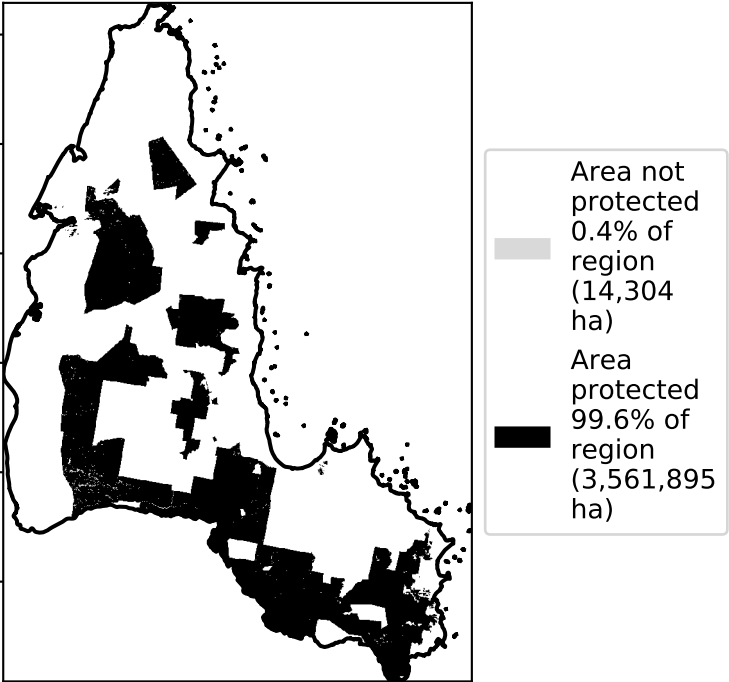 Area not
protected
0.4% of
region
(14,304
ha)
Area
protected
99.6% of
region
(3,561,895
ha)